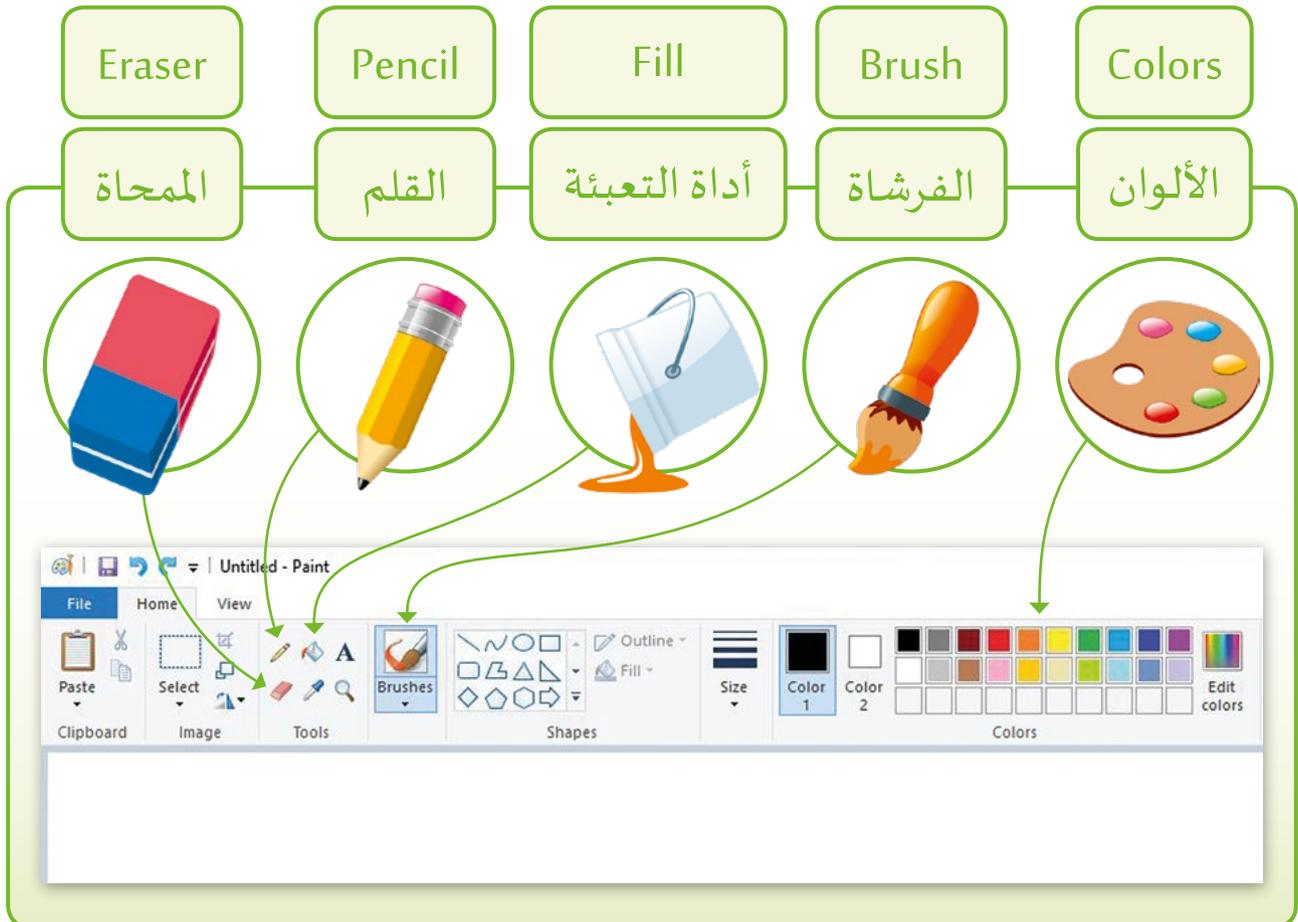 Eraser
Pencil
Fill
Brush
Colors
الممحاة
القلم
أداة التعبئة
الفرشاة
الألوان
Untitled - Paint
File
Home
View
A
Outline
Fill
Paste
Select
Brushes
Size
Color
1
Color
2
Edit
colors
Clipboard
Image
Tools
Shapes
Colors